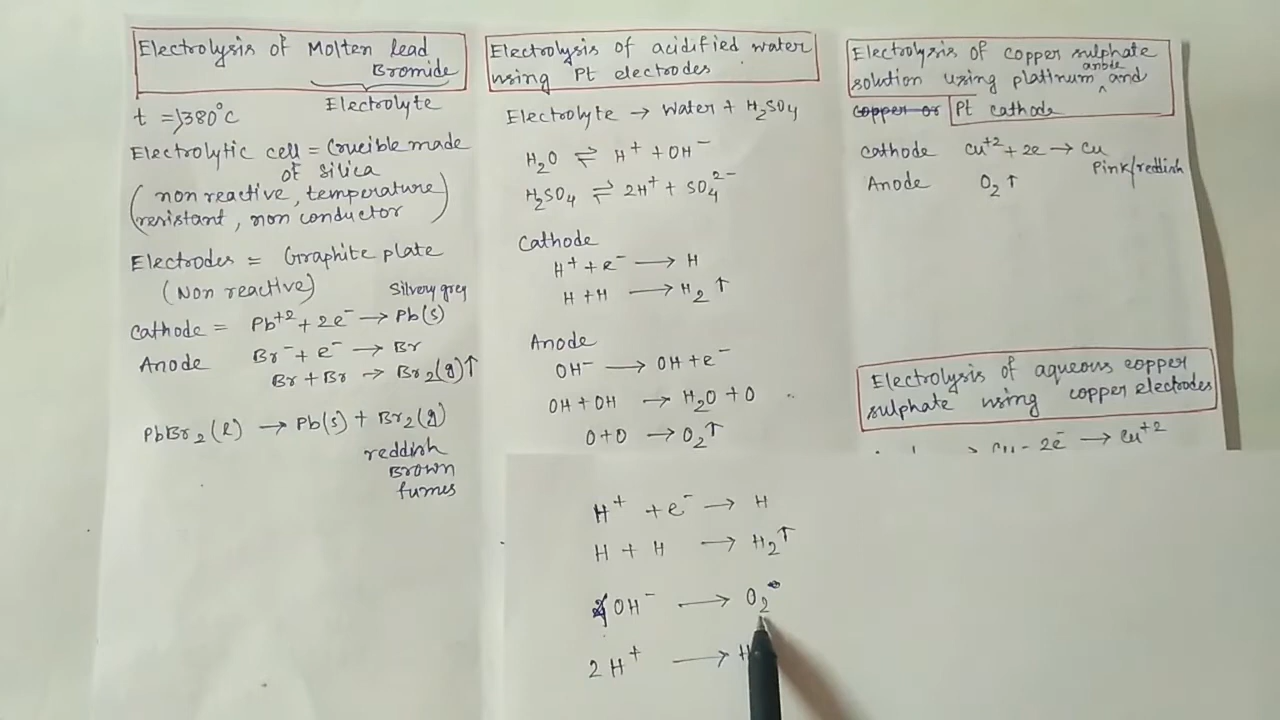 Electrolysis of Molten lead
Bromide
Electrolyte
t = >380°C
Electrolytic cell = Crucible made
of silica
(non reactive, temperature
resistant, non conductor)
Electrodes = Graphite plate
(Non reactive)
Silvery grey
Cathode = Pb+2 + 2e- → Pb(s)
Anode Br- + e- → Br
Br + Br → Br2(g)↑
PbBr2(l) → Pb(s) + Br2(g)
reddish
Brown
fumes
Electrolysis of acidified water
using Pt electrodes
Electrolyte → water + H2SO4
H2O ⇌ H+ + OH-
H2SO4 ⇌ 2H+ + SO4 2-
Cathode
H+ + e- → H
H + H → H2 ↑
Anode
OH- → OH + e-
OH + OH → H2O + O
O + O → O2↑
H+ + e- → H
H + H → H2↑
4OH- → O2
2H+ → H
Electrolysis of copper sulphate
solution using platinum anode and
copper or Pt cathode
Cathode Cu+2 + 2e → Cu
Pink/reddish
Anode O2↑
Electrolysis of aqueous copper
sulphate using copper electrodes
Cu - 2e- → Cu+2